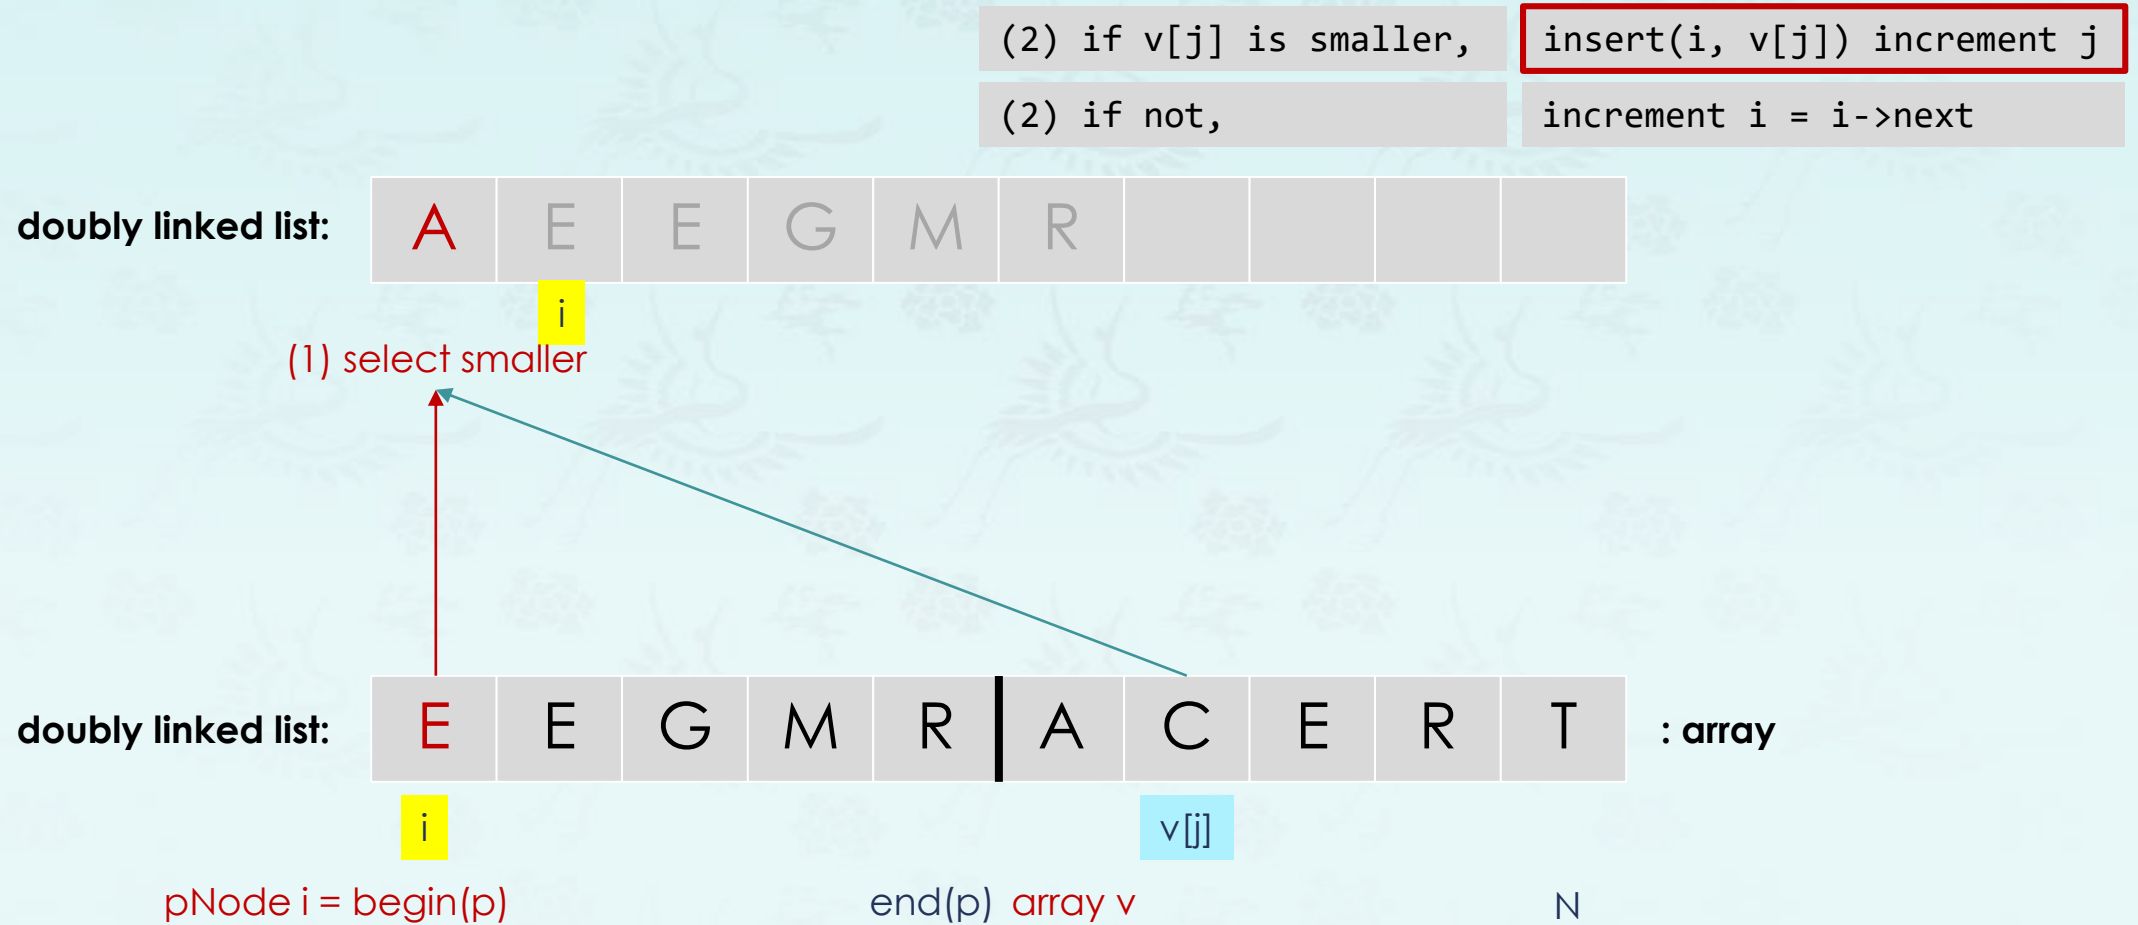 (2) if v[j] is smaller, insert(i, v[j]) increment j
(2) if not, increment i = i->next
doubly linked list: A E E G M R
i
(1) select smaller
doubly linked list: E E G M R A C E R T : array
i v[j]
pNode i = begin(p) end(p) array v N